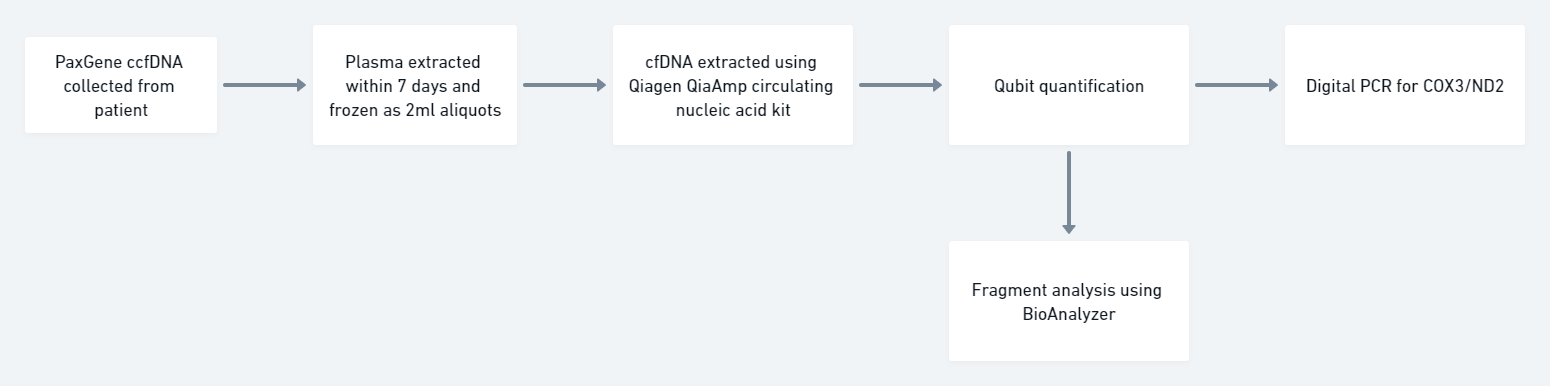 PaxGene ccfDNA
collected from
patient
Plasma extracted
within 7 days and
frozen as 2ml aliquots
cfDNA extracted using
Qiagen QiaAmp circulating
nucleic acid kit
Qubit quantification
Digital PCR for COX3/ND2
Fragment analysis using
BioAnalyzer